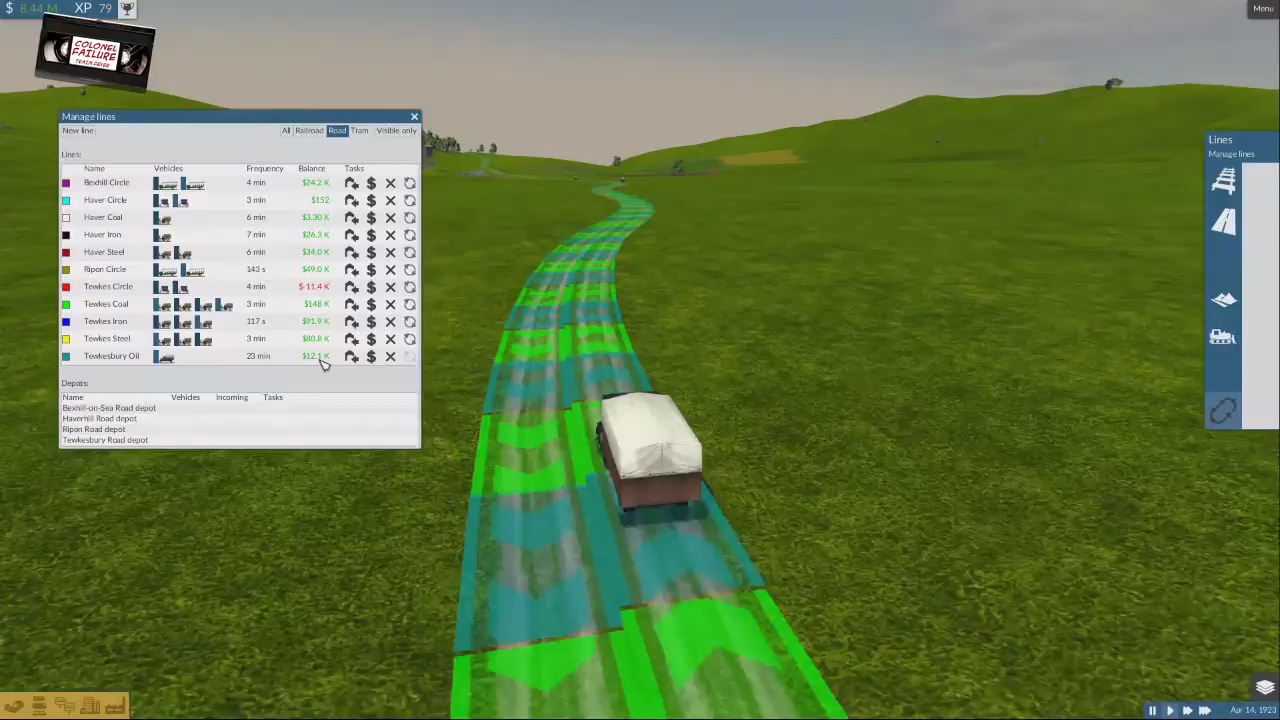 $ 8.44 M XP 79
Menu
COLONEL
FAILURE
TRAIN FEVER
Manage lines
New line
All Railroad Road Tram Visible only
Lines:
Name Vehicles Frequency Balance Tasks
Bexhill Circle 4 min $24.2 K
Haver Circle 3 min $152
Haver Coal 6 min $3.30 K
Haver Iron 7 min $26.3 K
Haver Steel 6 min $34.0 K
Ripon Circle 143 s $49.0 K
Tewkes Circle 4 min $-11.4 K
Tewkes Coal 3 min $148 K
Tewkes Iron 117 s $91.9 K
Tewkes Steel 3 min $80.8 K
Tewkesbury Oil 23 min $12.1 K
Depots:
Name Vehicles Incoming Tasks
Bexhill-on-Sea Road depot
Haverhill Road depot
Ripon Road depot
Tewkesbury Road depot
Lines
Manage lines
Apr 14, 1923